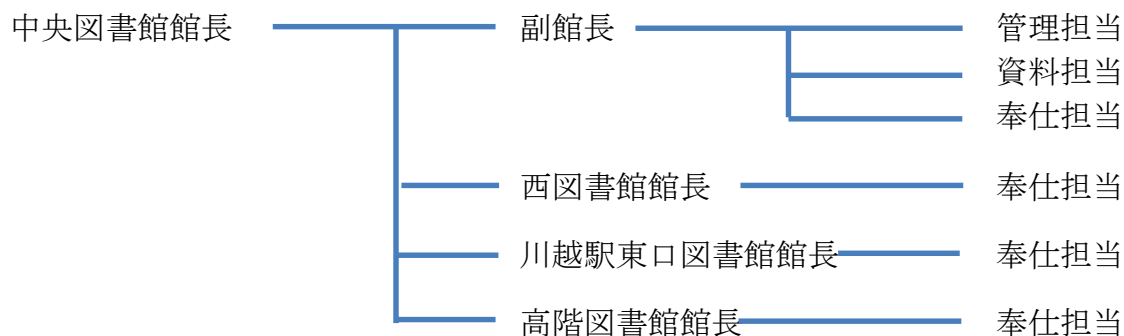 中央図書館館長 副館長 管理担当
資料担当
奉仕担当
西図書館館長 奉仕担当
川越駅東口図書館館長 奉仕担当
高階図書館館長 奉仕担当